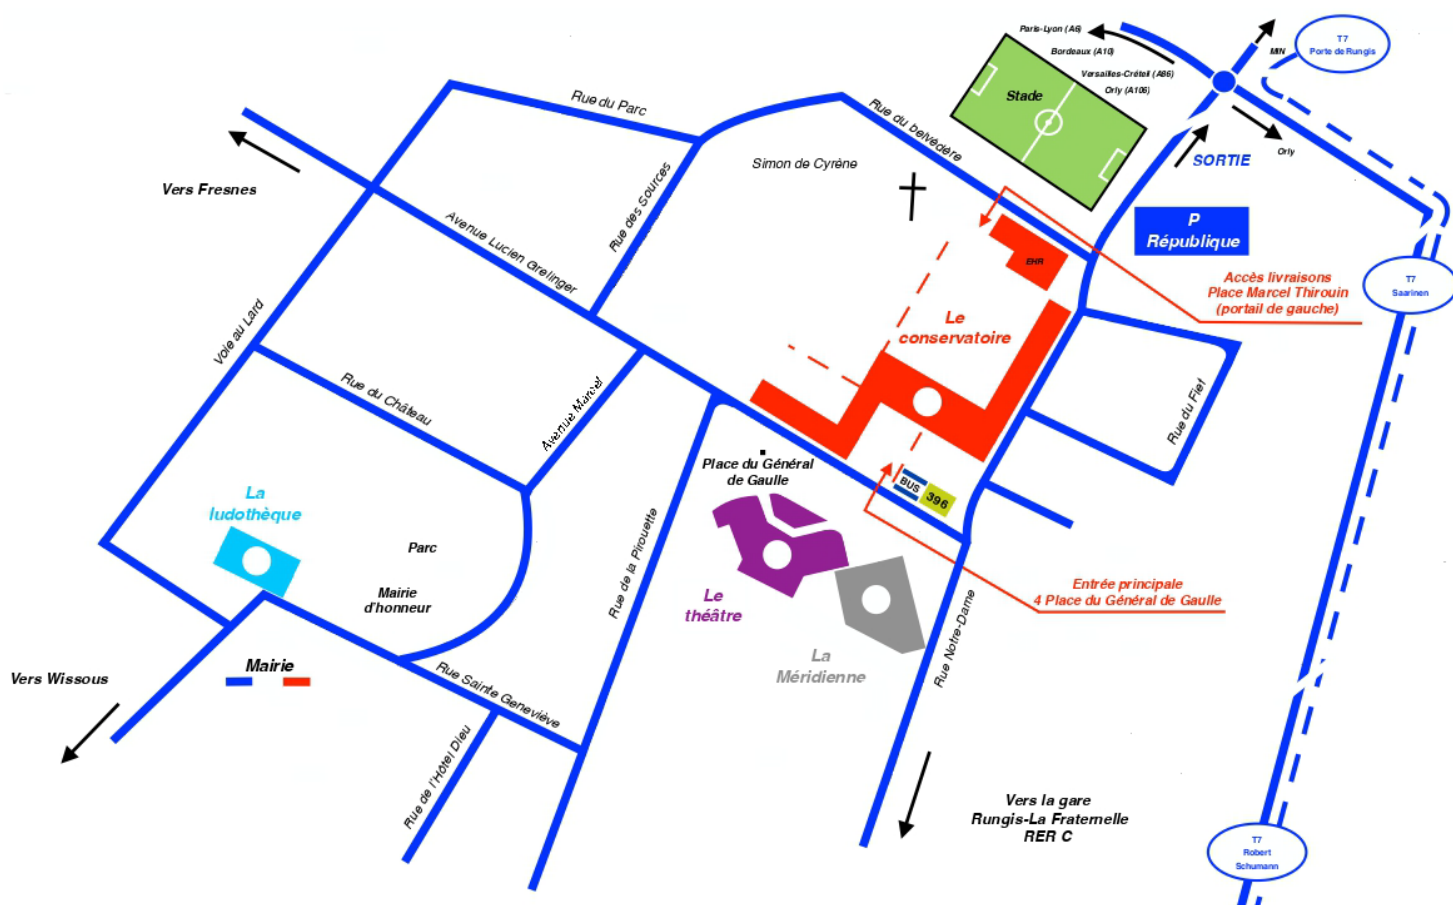 Paris-Lyon (A6)
Bordeaux (A10)
Versailles-Créteil (A86)
Orly (A106)
MIN
T7
Porte de Rungis
Stade
Orly
SORTIE
P
République
Rue du Parc
Rue du belvédère
Simon de Cyrène
Vers Fresnes
Rue des Sources
Avenue Lucien Grelinger
EHR
Accès livraisons
Place Marcel Thirouin
(portail de gauche)
T7
Saarinen
Le
conservatoire
Voie au Lard
Rue du Château
Avenue Marcel
Rue du Fief
Place du Général
de Gaulle
BUS
396
La
ludothèque
Parc
Mairie
d'honneur
Rue de la Pirouette
Le
théâtre
Entrée principale
4 Place du Général de Gaulle
Rue Notre-Dame
La
Méridienne
Mairie
Vers Wissous
Rue Sainte Geneviève
Rue de l'Hôtel Dieu
Vers la gare
Rungis-La Fraternelle
RER C
T7
Robert
Schumann